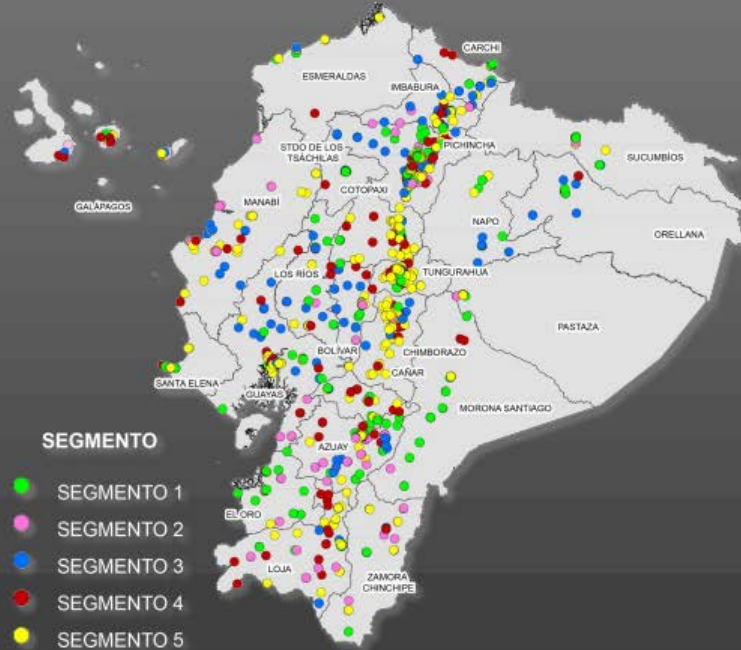 CARCHI
ESMERALDAS
IMBABURA
STDO DE LOS
TSÁCHILAS
PICHINCHA
SUCUMBÍOS
COTOPAXI
GALÁPAGOS
MANABÍ
NAPO
ORELLANA
LOS RÍOS
TUNGURAHUA
PASTAZA
BOLÍVAR
CHIMBORAZO
SANTA ELENA
CAÑAR
GUAYAS
MORONA SANTIAGO
AZUAY
EL ORO
LOJA
ZAMORA
CHINCHIPE
SEGMENTO
SEGMENTO 1
SEGMENTO 2
SEGMENTO 3
SEGMENTO 4
SEGMENTO 5